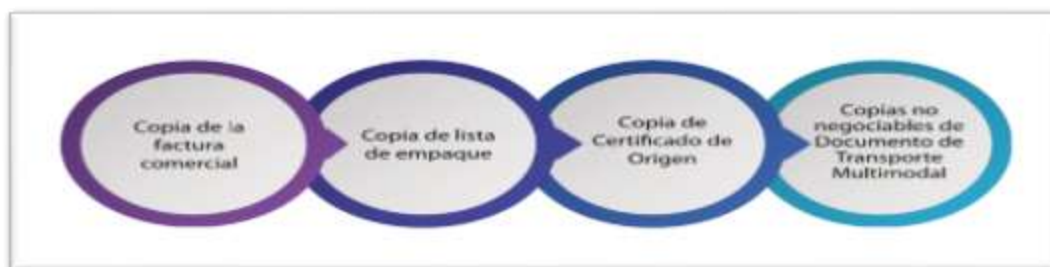 Copia de la
factura
comercial
Copia de lista
de empaque
Copia de
Certificado de
Origen
Copias no
negociables de
Documento de
Transporte
Multimodal